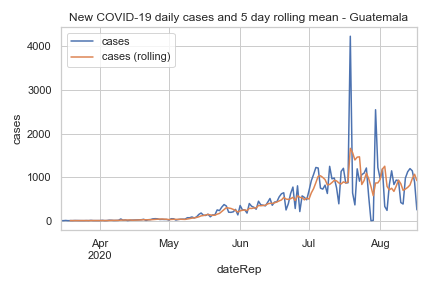 New COVID-19 daily cases and 5 day rolling mean - Guatemala
cases
cases (rolling)
4000
3000
2000
1000
0
cases
Apr
2020
May
Jun
Jul
Aug
dateRep